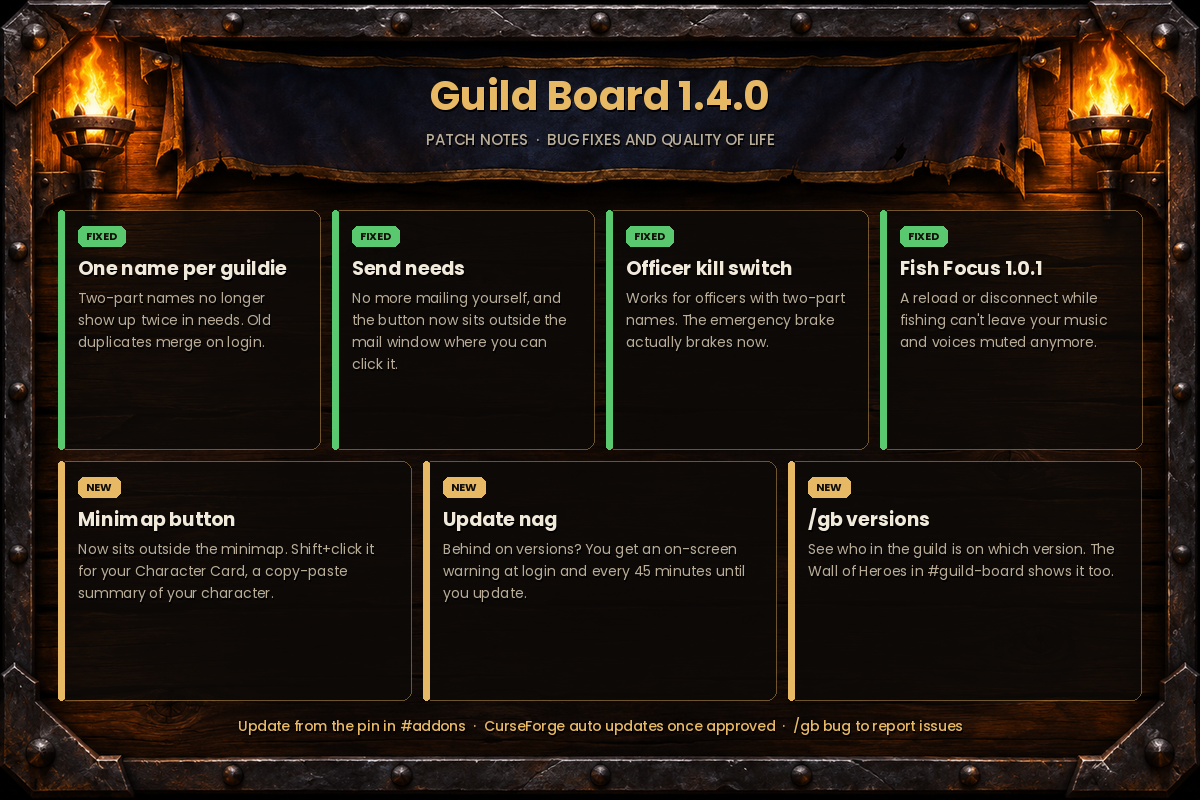 Guild Board 1.4.0
PATCH NOTES · BUGFIXES AND QUALITY OF LIFE
FIXED
One name per guildie
Two-part names no longer
show up twice in needs. Old
duplicates merge on login.
FIXED
Send needs
No more mailing yourself, and
the button now sits outside the
mail window where you can
click it.
FIXED
Officer kill switch
Works for officers with two-part
names. The emergency brake
actually brakes now.
FIXED
Fish Focus 1.0.1
A reload or disconnect while
fishing can't leave your music
and voices muted anymore.
NEW
Minimap button
Now sits outside the minimap. Shift+click it
for your Character Card, a copy-paste
summary of your character.
NEW
Update nag
Behind on versions? You get an on-screen
warning at login and every 45 minutes until
you update.
NEW
/gb versions
See who in the guild is on which version. The
Wall of Heroes in #guild-board shows it too.
Update from the pin in #addons · CurseForge auto updates once approved · /gb bug to report issues